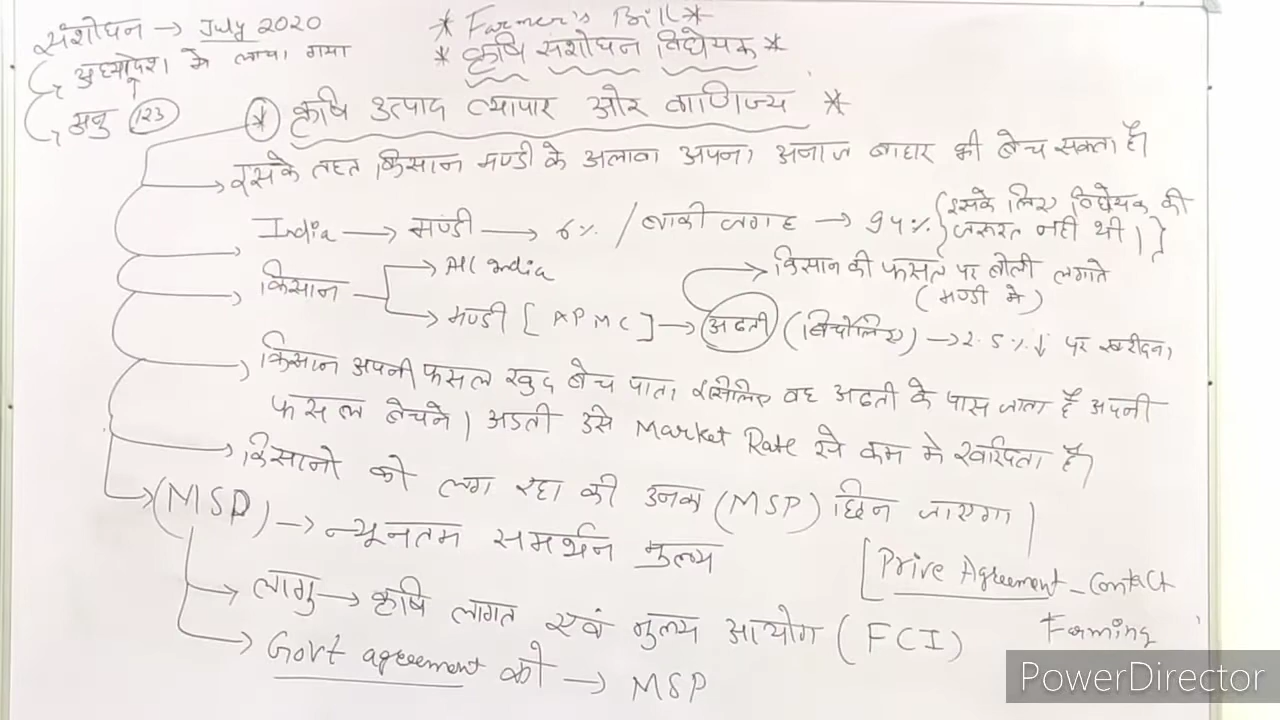 संशोधन → July 2020
अध्यादेश मे लाया गया
अनु (123)
* Farmer's Bill *
* कृषि संशोधन विधेयक *
* कृषि उत्पाद व्यापार और वाणिज्य *
→ इसके तहत किसान मण्डी के अलावा अपना अनाज बाहार भी बेच सकता है।
India → मण्डी → 6% / बाकी जगह → 94% {इसके लिए विधेयक की जरूरत नही थी।}
किसान → All India
→ मण्डी [APMC] → अढती (बिचोलिए) → 2.5% ↓ पर खरीदना
→ किसान की फसल पर बोली लगाते (मण्डी मे)
→ किसान अपनी फसल खुद बेच पाता इसीलिए वह अढती के पास जाता है अपनी
फसल बेचने। अडती उसे Market Rate से कम मे खरीदता है।
→ किसानो को लग रहा की उनका (MSP) छिन जाएगा।
→ (MSP) → न्यूनतम समर्थन मुल्य
[Prive Agreement - Contact
Farming
→ लागु → कृषि लागत एवं मुल्य आयोग (FCI)
→ Govt agreement को → MSP
PowerDirector